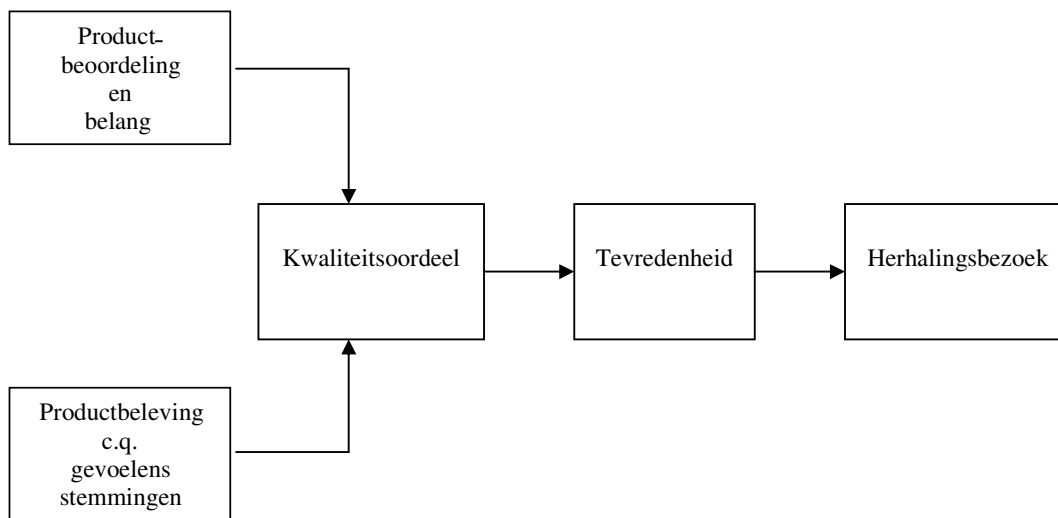 Product-
beoordeling
en
belang
Kwaliteitsoordeel
Tevredenheid
Herhalingsbezoek
Productbeleving
c.q.
gevoelens
stemmingen